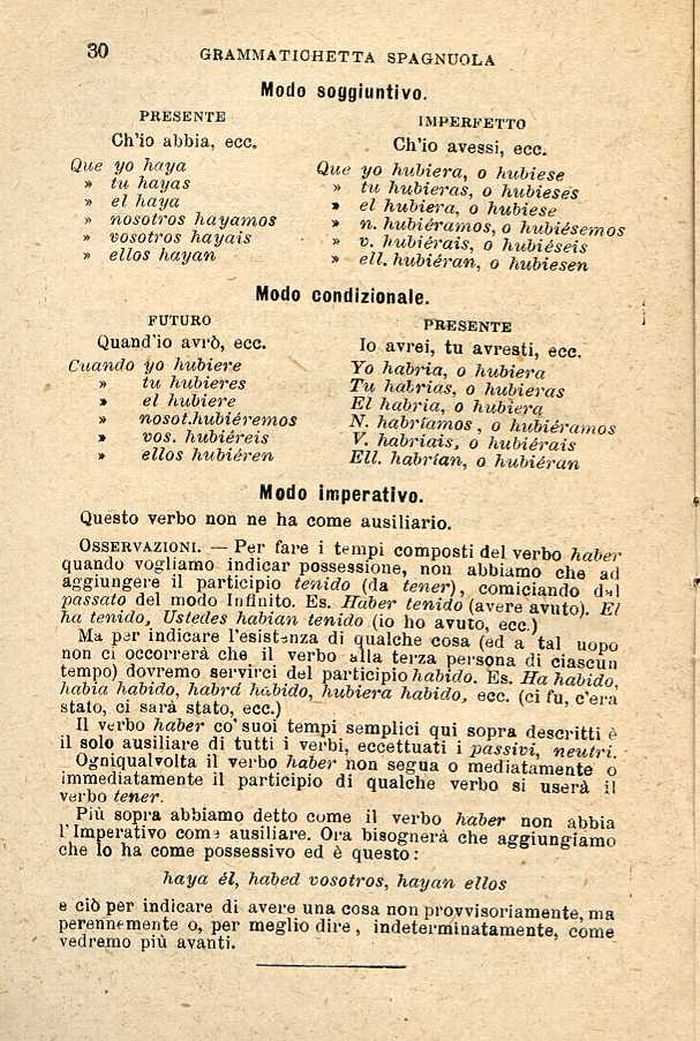 30
GRAMMATICHETTA SPAGNUOLA
Modo soggiuntivo.
PRESENTE
Ch'io abbia, ecc.
Que yo haya
» tu hayas
» el haya
» nosotros hayamos
» vosotros hayais
» ellos hayan
IMPERFETTO
Ch'io avessi, ecc.
Que yo hubiera, o hubiese
» tu hubieras, o hubieses
» el hubiera, o hubiese
» n. hubiéramos, o hubiésemos
» v. hubiérais, o hubiéseis
» ell. hubiéran, o hubiesen
Modo condizionale.
FUTURO
Quand'io avrò, ecc.
Cuando yo hubiere
» tu hubieres
» el hubiere
» nosot. hubiéremos
» vos. hubiéreis
» ellos hubiéren
PRESENTE
Io avrei, tu avresti, ecc.
Yo habria, o hubiera
Tu habrias, o hubieras
El habria, o hubiera
N. habríamos, o hubiéramos
V. habriais, o hubiérais
Ell. habrían, o hubiéran
Modo imperativo.
Questo verbo non ne ha come ausiliario.
OSSERVAZIONI. — Per fare i tempi composti del verbo haber
quando vogliamo indicar possessione, non abbiamo che ad
aggiungere il participio tenido (da tener), comiciando dal
passato del modo Infinito. Es. Haber tenido (avere avuto). El
ha tenido, Ustedes habian tenido (io ho avuto, ecc.)
Ma per indicare l'esistenza di qualche cosa (ed a tal uopo
non ci occorrerà che il verbo alla terza persona di ciascun
tempo) dovremo servirci del participio habido. Es. Ha habido,
habia habido, habrá habido, hubiera habido, ecc. (ci fu, c'era
stato, ci sarà stato, ecc.)
Il verbo haber co' suoi tempi semplici qui sopra descritti è
il solo ausiliare di tutti i verbi, eccettuati i passivi, neutri.
Ogniqualvolta il verbo haber non segua o mediatamente o
immediatamente il participio di qualche verbo si userà il
verbo tener.
Più sopra abbiamo detto come il verbo haber non abbia
l'Imperativo come ausiliare. Ora bisognerà che aggiungiamo
che lo ha come possessivo ed è questo:
haya él, habed vosotros, hayan ellos
e ciò per indicare di avere una cosa non provvisoriamente, ma
perennemente o, per meglio dire, indeterminatamente, come
vedremo più avanti.